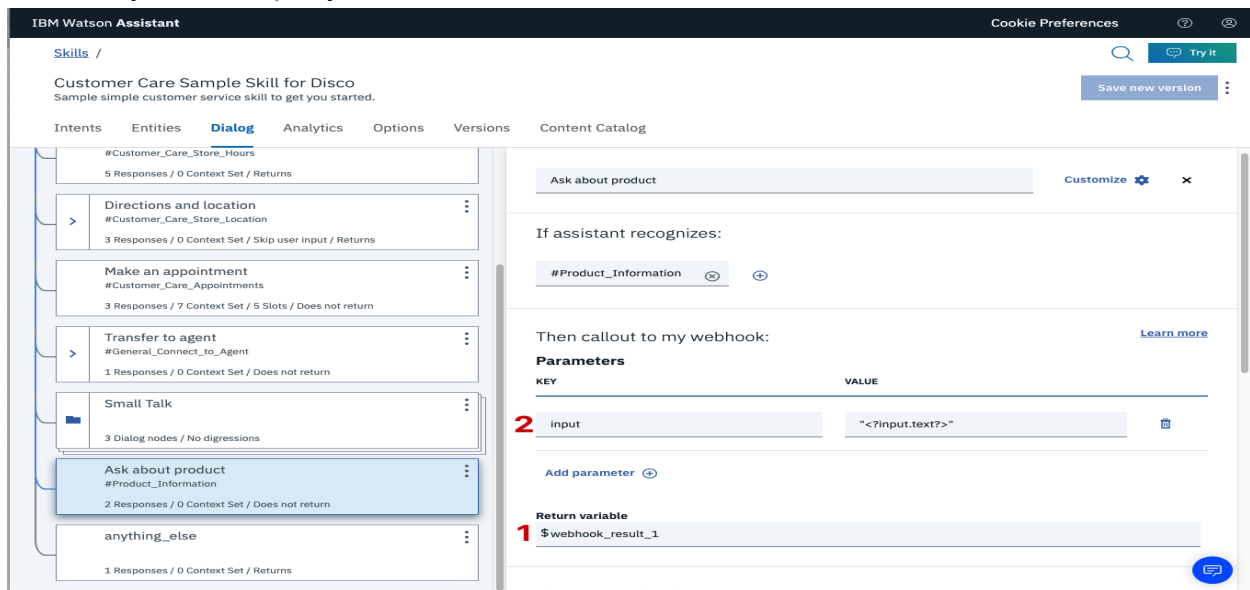 IBM Watson Assistant
Cookie Preferences
Skills /
Try it
Customer Care Sample Skill for Disco
Sample simple customer service skill to get you started.
Save new version
Intents Entities Dialog Analytics Options Versions Content Catalog
#Customer_Care_Store_Hours
5 Responses / 0 Context Set / Returns
Directions and location
#Customer_Care_Store_Location
3 Responses / 0 Context Set / Skip user input / Returns
Make an appointment
#Customer_Care_Appointments
3 Responses / 7 Context Set / 5 Slots / Does not return
Transfer to agent
#General_Connect_to_Agent
1 Responses / 0 Context Set / Does not return
Small Talk
3 Dialog nodes / No digressions
Ask about product
#Product_Information
2 Responses / 0 Context Set / Does not return
anything_else
1 Responses / 0 Context Set / Returns
Ask about product
Customize
If assistant recognizes:
#Product_Information
Then callout to my webhook:
Learn more
Parameters
KEY VALUE
2 input "<?input.text?>"
Add parameter
Return variable
1 $webhook_result_1